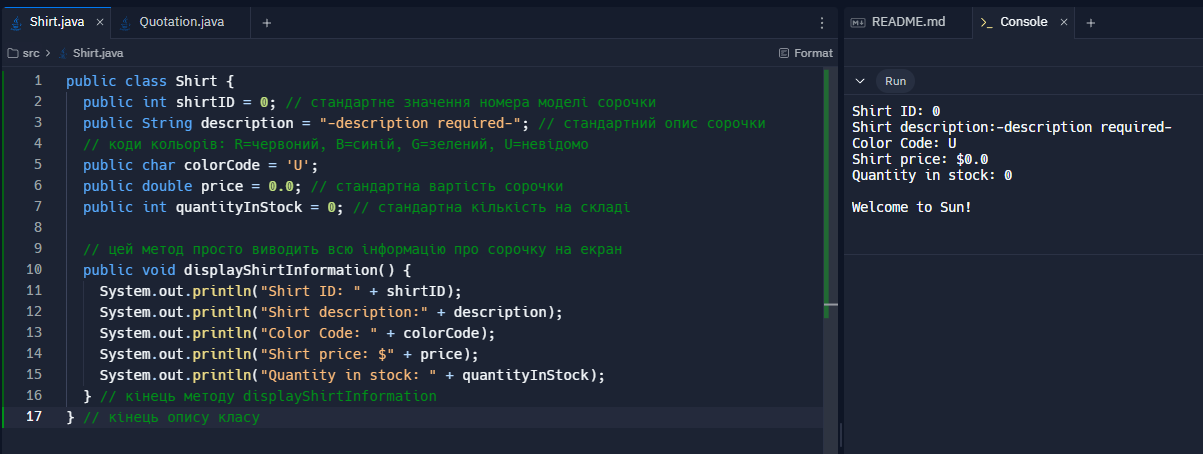 Shirt.java × Quotation.java +
src > Shirt.java Format
1 public class Shirt {
2 public int shirtID = 0; // стандартне значення номера моделі сорочки
3 public String description = "-description required-"; // стандартний опис сорочки
4 // коди кольорів: R=червоний, B=синій, G=зелений, U=невідомо
5 public char colorCode = 'U';
6 public double price = 0.0; // стандартна вартість сорочки
7 public int quantityInStock = 0; // стандартна кількість на складі
8
9 // цей метод просто виводить всю інформацію про сорочку на екран
10 public void displayShirtInformation() {
11 System.out.println("Shirt ID: " + shirtID);
12 System.out.println("Shirt description:" + description);
13 System.out.println("Color Code: " + colorCode);
14 System.out.println("Shirt price: $" + price);
15 System.out.println("Quantity in stock: " + quantityInStock);
16 } // кінець методу displayShirtInformation
17 } // кінець опису класу
README.md >_ Console × +
Run
Shirt ID: 0
Shirt description:-description required-
Color Code: U
Shirt price: $0.0
Quantity in stock: 0
Welcome to Sun!